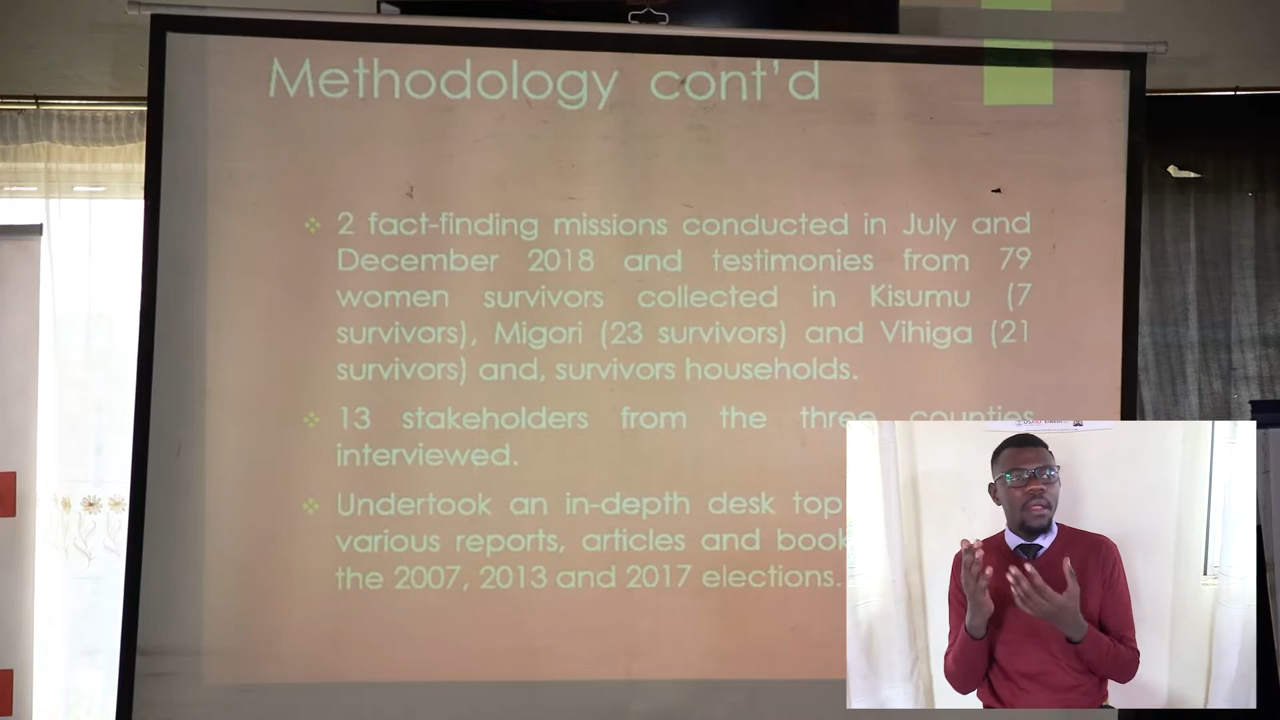 Methodology cont'd
2 fact-finding missions conducted in July and
December 2018 and testimonies from 79
women survivors collected in Kisumu (7
survivors), Migori (23 survivors) and Vihiga (21
survivors) and, survivors households.
13 stakeholders from the three counties
interviewed.
Undertook an in-depth desk top
various reports, articles and book
the 2007, 2013 and 2017 elections.
USAID